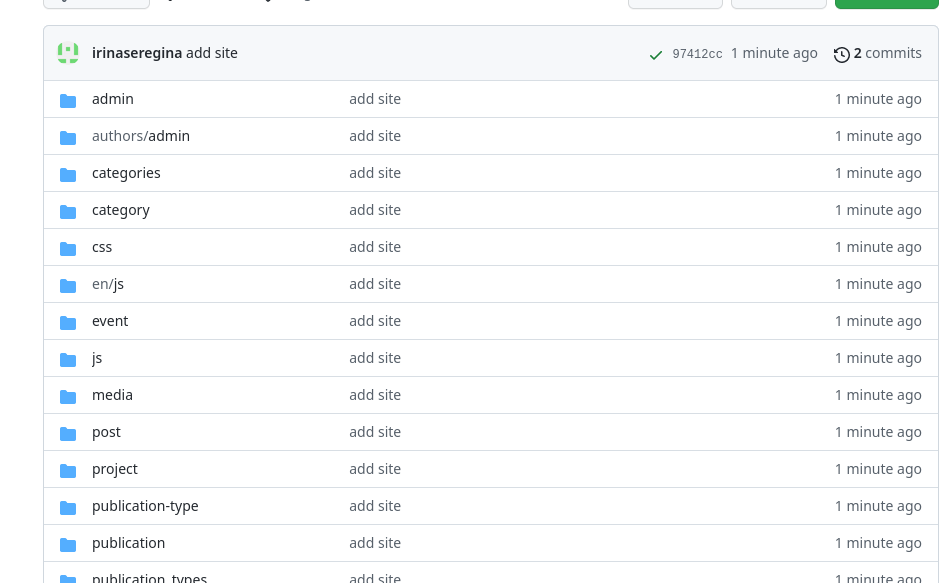 irinaseregina add site 97412cc 1 minute ago 2 commits
admin add site 1 minute ago
authors/admin add site 1 minute ago
categories add site 1 minute ago
category add site 1 minute ago
css add site 1 minute ago
en/js add site 1 minute ago
event add site 1 minute ago
js add site 1 minute ago
media add site 1 minute ago
post add site 1 minute ago
project add site 1 minute ago
publication-type add site 1 minute ago
publication add site 1 minute ago
publication_types add site 1 minute ago